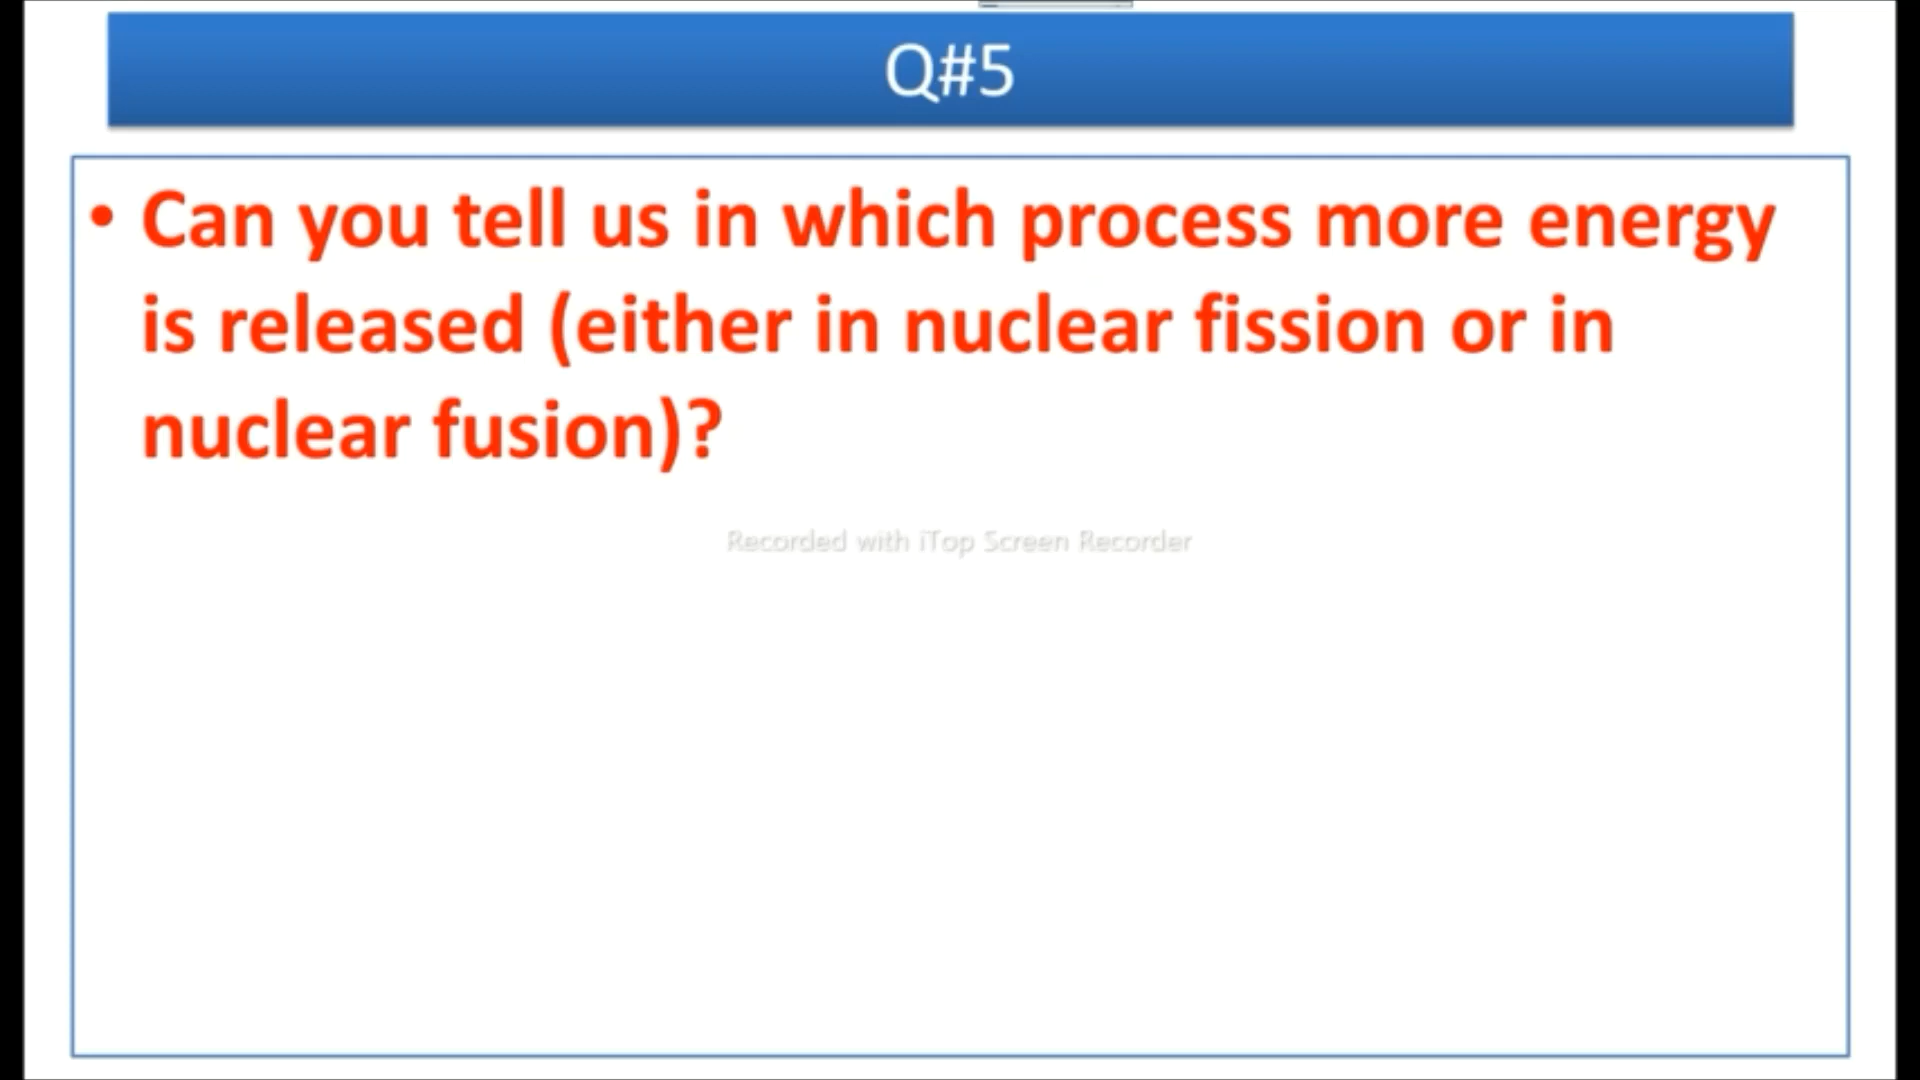 Q#5
• Can you tell us in which process more energy
is released (either in nuclear fission or in
nuclear fusion)?
Recorded with iTop Screen Recorder